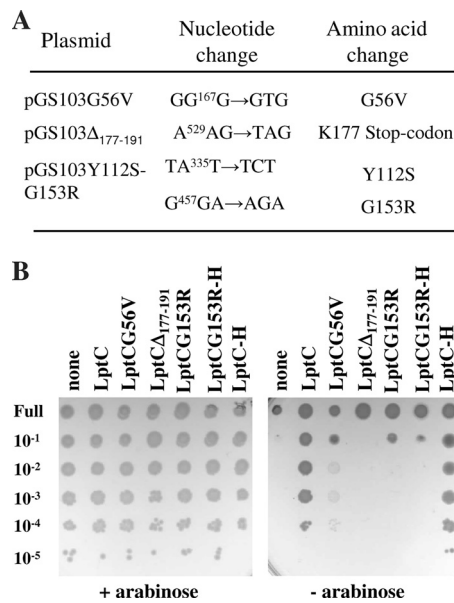 A
Plasmid Nucleotide change Amino acid change
pGS103G56V GG¹⁶⁷G→GTG G56V
pGS103Δ₁₇₇₋₁₉₁ A⁵²⁹AG→TAG K177 Stop-codon
pGS103Y112S-G153R TA³³⁵T→TCT Y112S
G⁴⁵⁷GA→AGA G153R
B
none LptC LptCG56V LptCΔ₁₇₇₋₁₉₁ LptCG153R LptCG153R-H LptC-H
none LptC LptCG56V LptCΔ₁₇₇₋₁₉₁ LptCG153R LptCG153R-H LptC-H
Full
10⁻¹
10⁻²
10⁻³
10⁻⁴
10⁻⁵
+ arabinose - arabinose